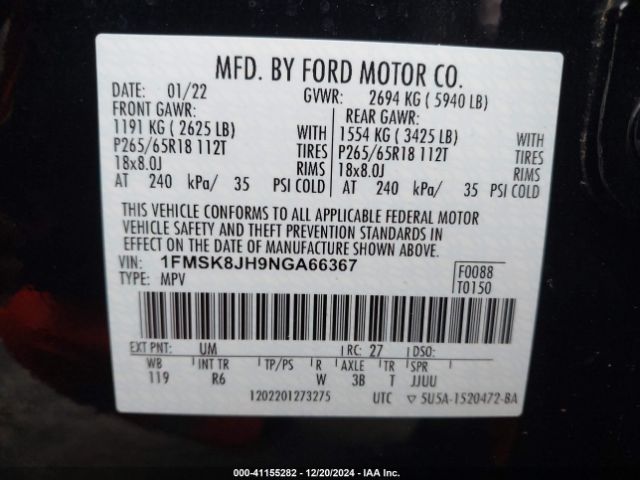 MFD. BY FORD MOTOR CO.
DATE: 01/22 GVWR: 2694 KG ( 5940 LB)
FRONT GAWR: REAR GAWR:
1191 KG ( 2625 LB) WITH 1554 KG ( 3425 LB) WITH
P265/65R18 112T TIRES P265/65R18 112T TIRES
18x8.0J RIMS 18x8.0J RIMS
AT 240 kPa/ 35 PSI COLD AT 240 kPa/ 35 PSI COLD
THIS VEHICLE CONFORMS TO ALL APPLICABLE FEDERAL MOTOR
VEHICLE SAFETY AND THEFT PREVENTION STANDARDS IN
EFFECT ON THE DATE OF MANUFACTURE SHOWN ABOVE.
VIN: 1FMSK8JH9NGA66367 F0088
TYPE: MPV T0150
EXT PNT: UM RC: 27 DSO:
WB INT TR TP/PS R AXLE TR SPR
119 R6 W 3B T JJUU
1202201273275 UTC ▽ 5U5A-1520472-BA
000-41155282 - 12/20/2024 - IAA Inc.